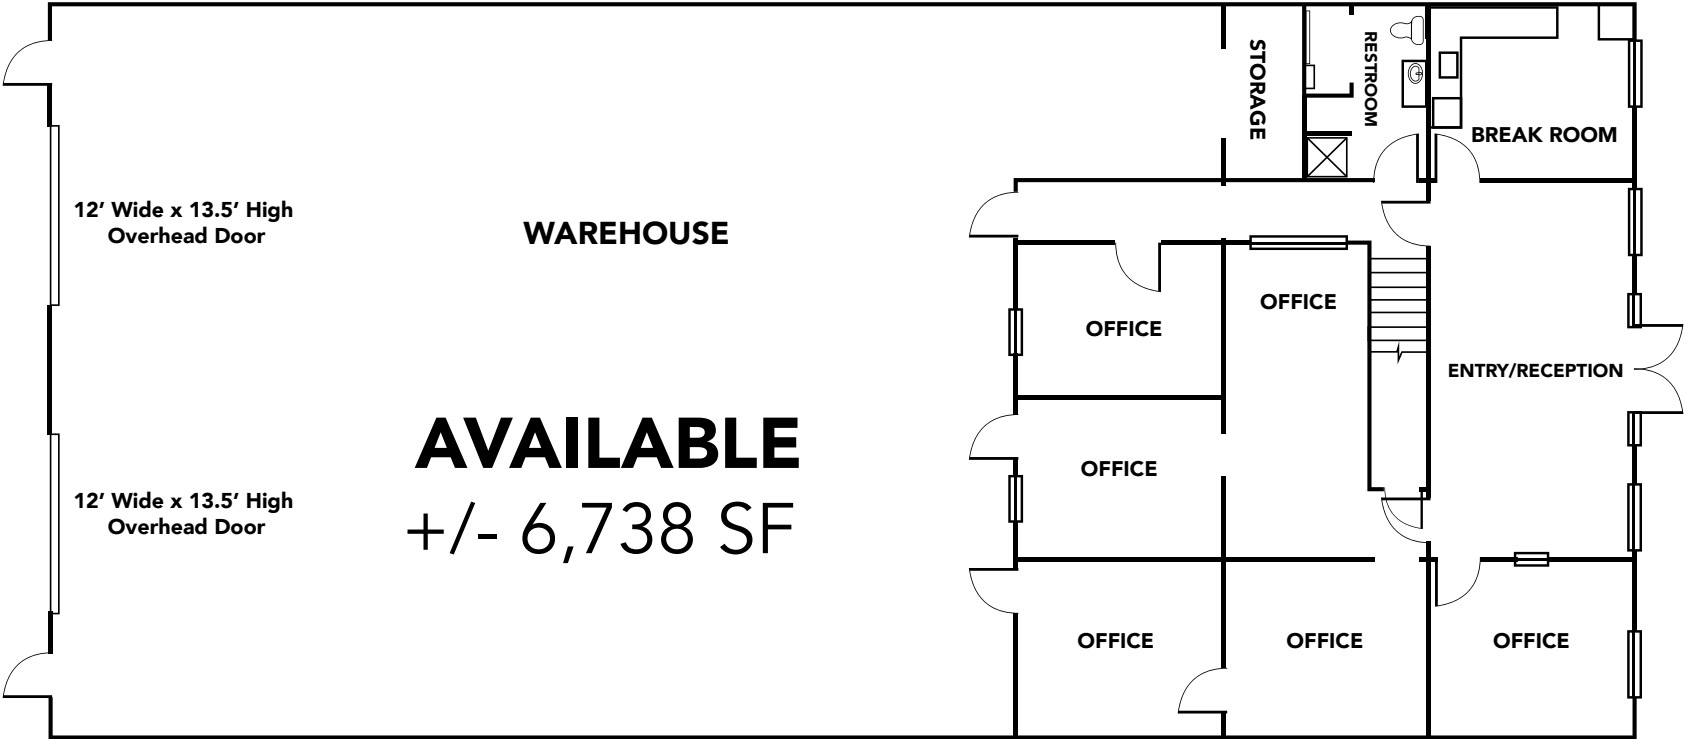 STORAGE
RESTROOM
BREAK ROOM
12’ Wide x 13.5’ High
Overhead Door
WAREHOUSE
OFFICE
OFFICE
ENTRY/RECEPTION
AVAILABLE
+/- 6,738 SF
OFFICE
12’ Wide x 13.5’ High
Overhead Door
OFFICE
OFFICE
OFFICE